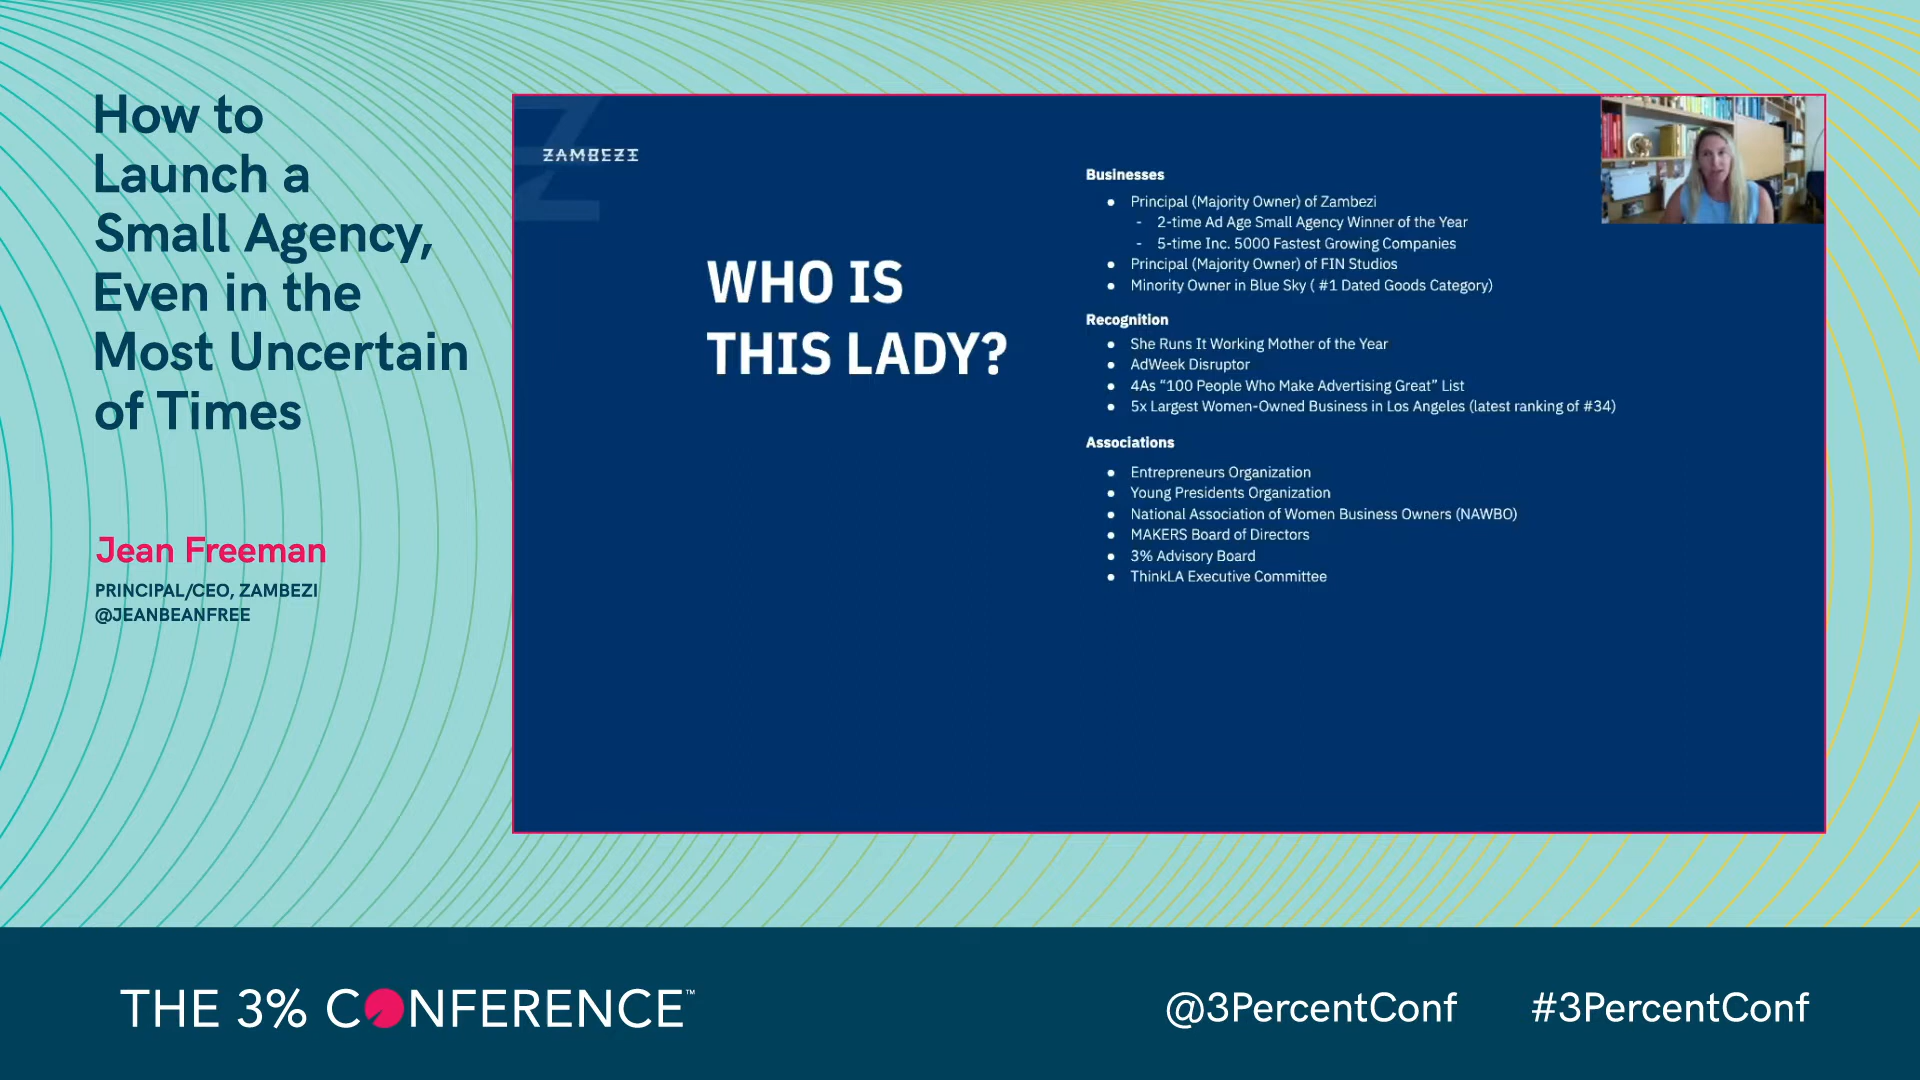 How to
Launch a
Small Agency,
Even in the
Most Uncertain
of Times
Jean Freeman
PRINCIPAL/CEO, ZAMBEZI
@JEANBEANFREE
ZAMBEZI
WHO IS
THIS LADY?
Businesses
● Principal (Majority Owner) of Zambezi
- 2-time Ad Age Small Agency Winner of the Year
- 5-time Inc. 5000 Fastest Growing Companies
● Principal (Majority Owner) of FIN Studios
● Minority Owner in Blue Sky ( #1 Dated Goods Category)
Recognition
● She Runs It Working Mother of the Year
● AdWeek Disruptor
● 4As “100 People Who Make Advertising Great” List
● 5x Largest Women-Owned Business in Los Angeles (latest ranking of #34)
Associations
● Entrepreneurs Organization
● Young Presidents Organization
● National Association of Women Business Owners (NAWBO)
● MAKERS Board of Directors
● 3% Advisory Board
● ThinkLA Executive Committee
THE 3% CONFERENCE™
@3PercentConf #3PercentConf